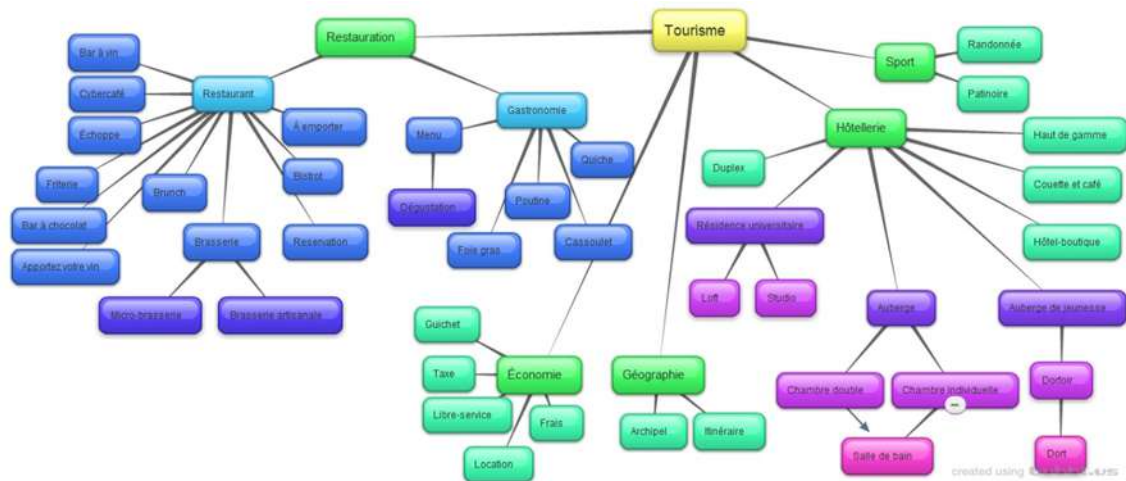 Tourisme
Restauration
Restaurant
Bar à vin
Cybercafé
Échoppe
Friterie
Bar à chocolat
Apportez votre vin
Brunch
Brasserie
Micro-brasserie
Brasserie artisanale
À emporter
Bistrot
Reservation
Gastronomie
Menu
Dégustation
Foie gras
Poutine
Quiche
Cassoulet
Économie
Guichet
Taxe
Libre-service
Location
Frais
Géographie
Archipel
Itinéraire
Sport
Randonnée
Patinoire
Hôtellerie
Duplex
Haut de gamme
Couette et café
Hôtel-boutique
Résidence universitaire
Loft
Studio
Auberge
Chambre double
Chambre individuelle
Salle de bain
Auberge de jeunesse
Dortoir
Dort
created using